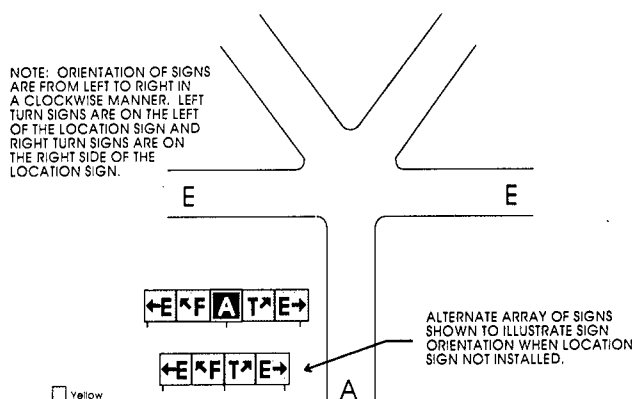 NOTE: ORIENTATION OF SIGNS
ARE FROM LEFT TO RIGHT IN
A CLOCKWISE MANNER. LEFT
TURN SIGNS ARE ON THE LEFT
OF THE LOCATION SIGN AND
RIGHT TURN SIGNS ARE ON
THE RIGHT SIDE OF THE
LOCATION SIGN.
E E
←E ↖F A T↗ E→
ALTERNATE ARRAY OF SIGNS
SHOWN TO ILLUSTRATE SIGN
ORIENTATION WHEN LOCATION
SIGN NOT INSTALLED.
←E ↖F T↗ E→
A
Yellow